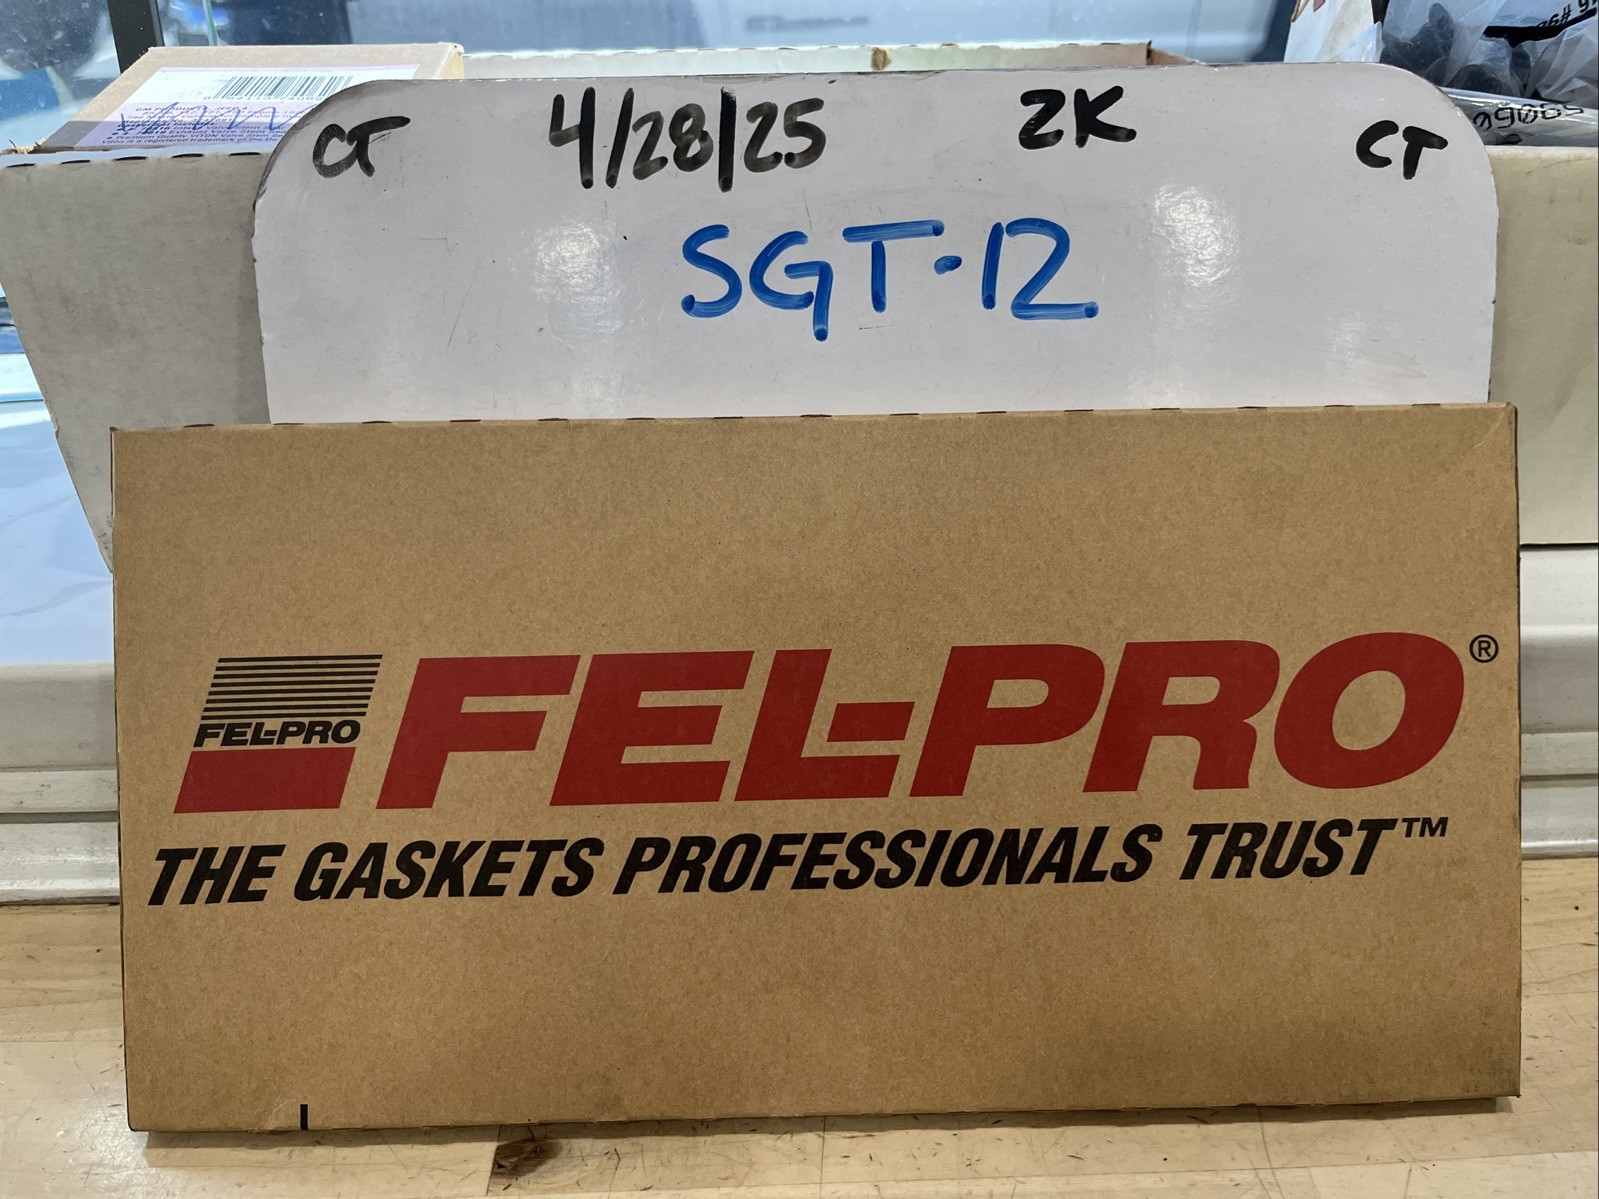 CT 4/28/25 2K CT
SGT-12
FEL-PRO
FEL-PRO®
THE GASKETS PROFESSIONALS TRUST™